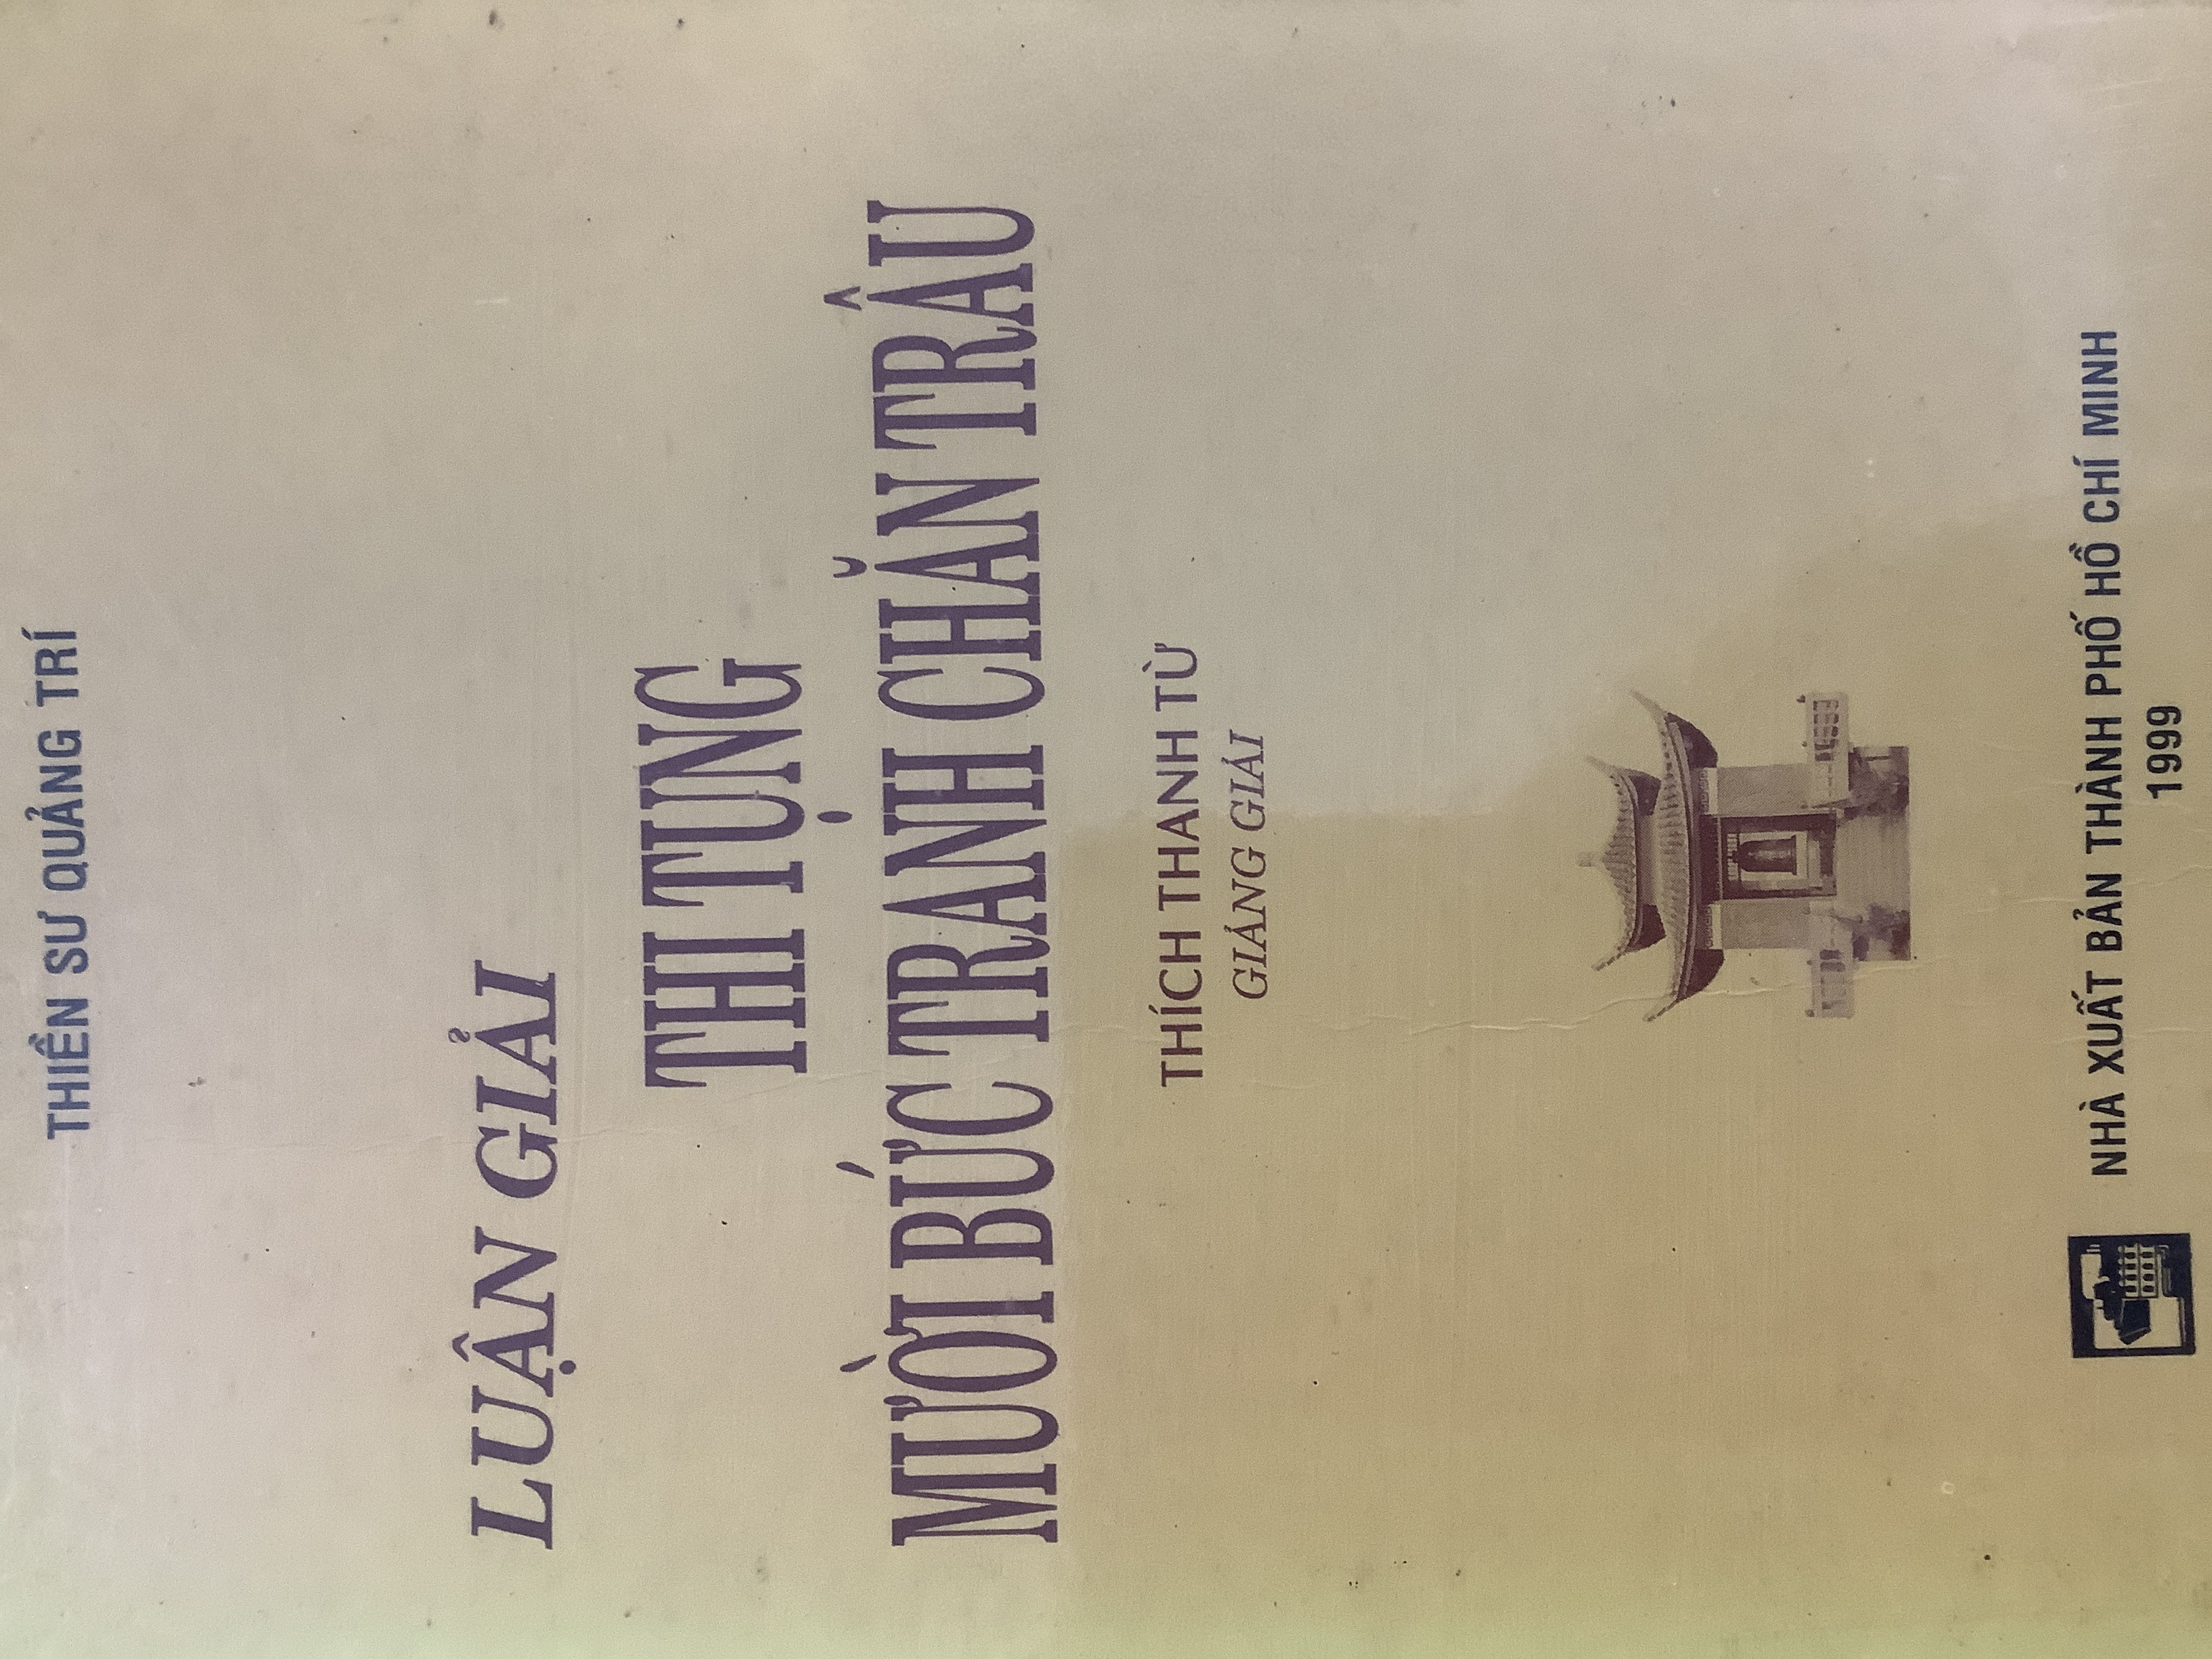 THIỀN SƯ QUẢNG TRÍ
LUẬN GIẢI
THI TỤNG
MƯỜI BỨC TRANH CHĂN TRÂU
THÍCH THANH TỪ
GIẢNG GIẢI
NHÀ XUẤT BẢN THÀNH PHỐ HỒ CHÍ MINH
1999